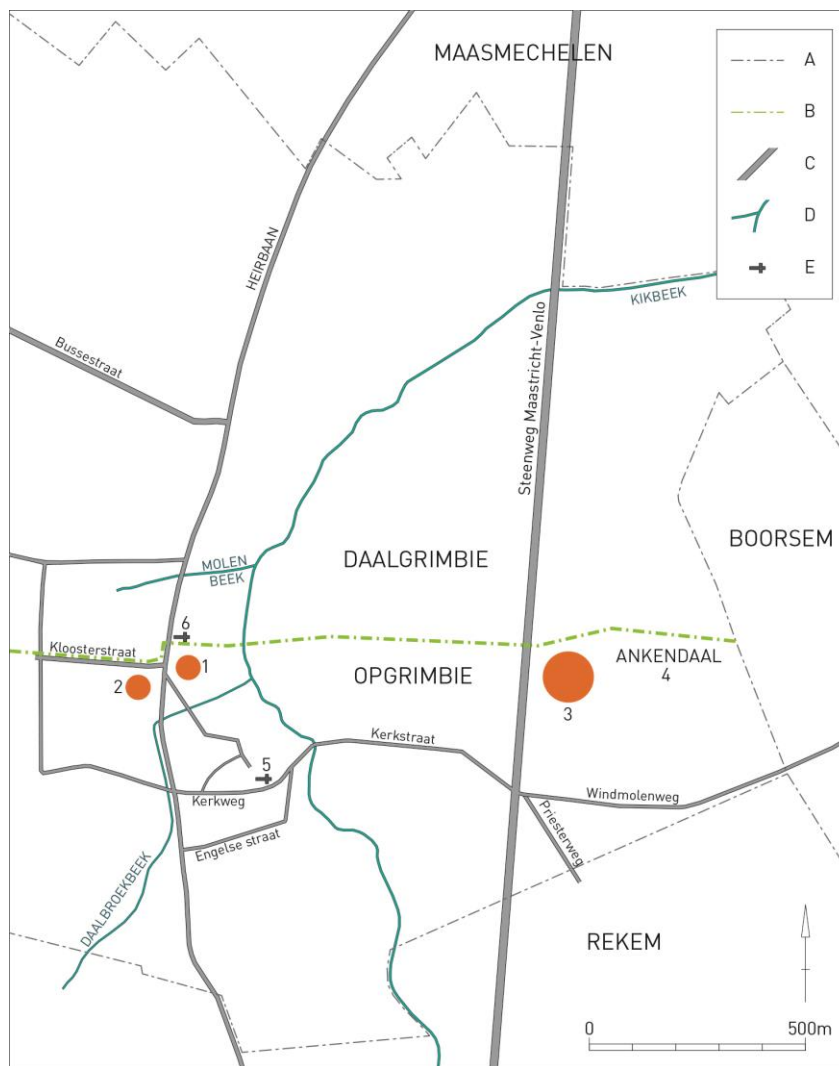 MAASMECHELEN
A
B
C
D
E
HEIRBAAN
KIKBEEK
Bussestraat
Steenweg Maastricht-Venlo
BOORSEM
DAALGRIMBIE
MOLEN
BEEK
6
Kloosterstraat
1
ANKENDAAL
4
OPGRIMBIE
2
3
Kerkstraat
5
Windmolenweg
Kerkweg
Priesterweg
Engelse straat
DAALBROEKBEEK
REKEM
0
500m